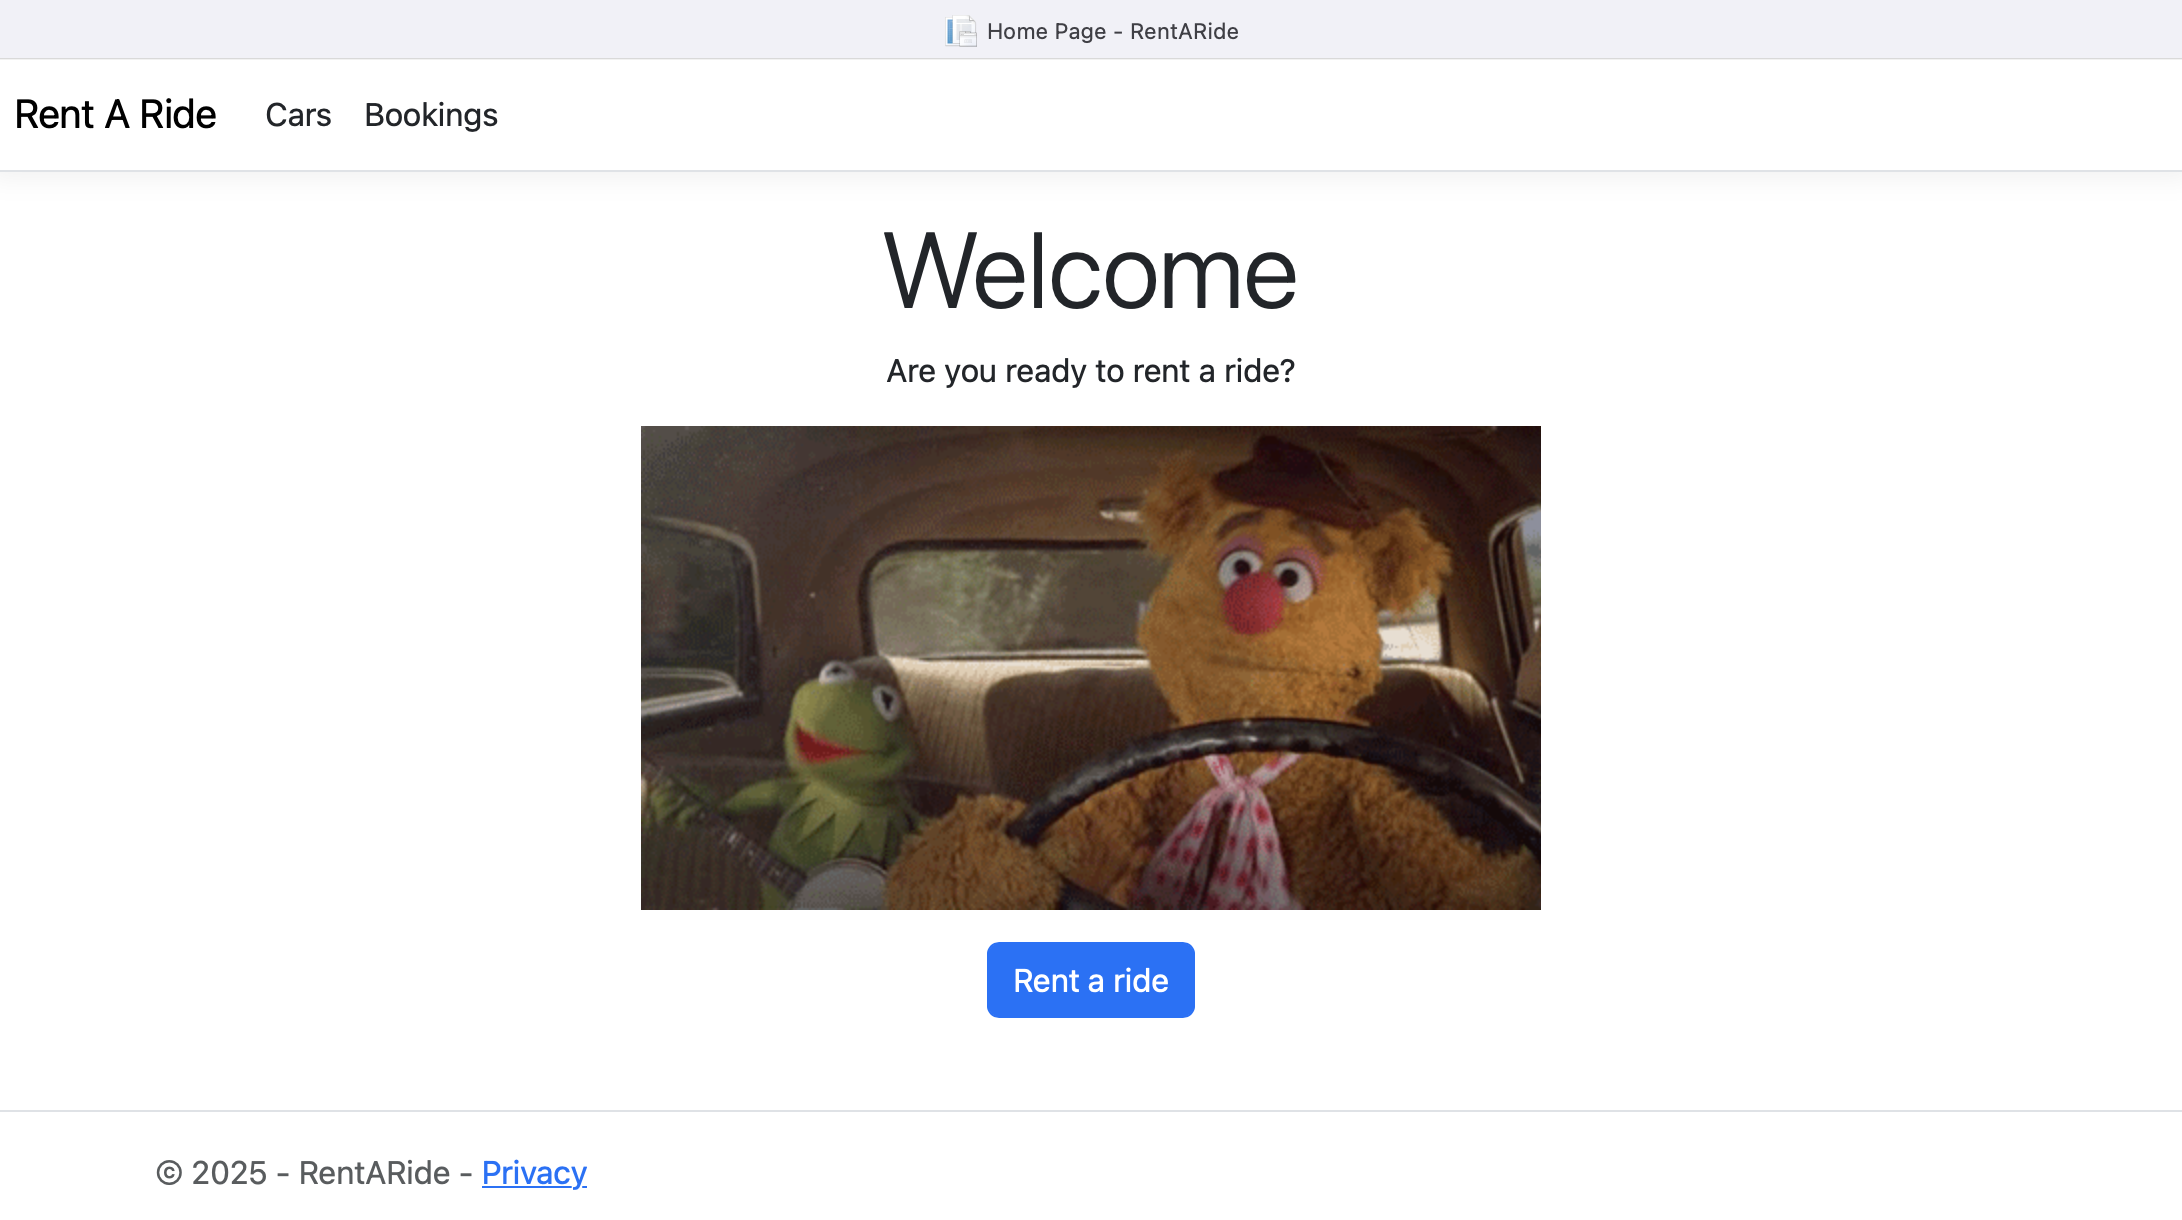 Home Page - RentARide
Rent A Ride Cars Bookings
Welcome
Are you ready to rent a ride?
Rent a ride
© 2025 - RentARide - Privacy